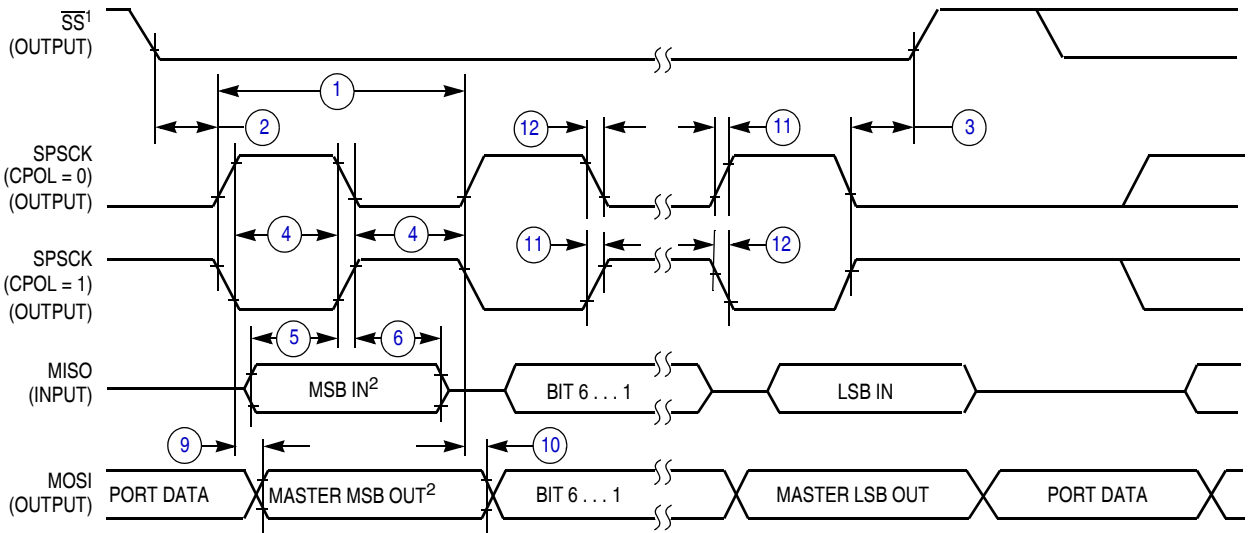 SS1
(OUTPUT)
1
2
12
11
3
SPSCK
(CPOL = 0)
(OUTPUT)
4
4
11
12
SPSCK
(CPOL = 1)
(OUTPUT)
5
6
MISO
(INPUT)
MSB IN2
BIT 6 . . . 1
LSB IN
9
10
MOSI
(OUTPUT)
PORT DATA
MASTER MSB OUT2
BIT 6 . . . 1
MASTER LSB OUT
PORT DATA